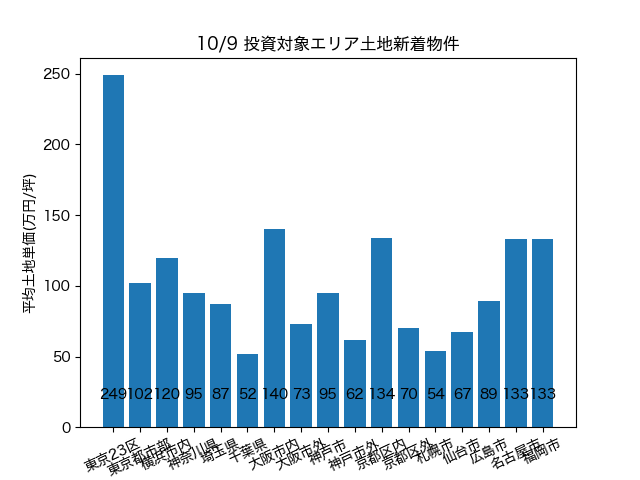 10/9 投資対象エリア土地新着物件
平均土地単価(万円/坪)
250
200
150
100
50
0
249 102 120 95 87 52 140 73 95 62 134 70 54 67 89 133 133
東京23区
東京都市部
横浜市内
神奈川県
埼玉県
千葉県
大阪市内
大阪市外
神戸市
神戸市外
京都区内
京都区外
札幌市
仙台市
広島市
名古屋市
福岡市